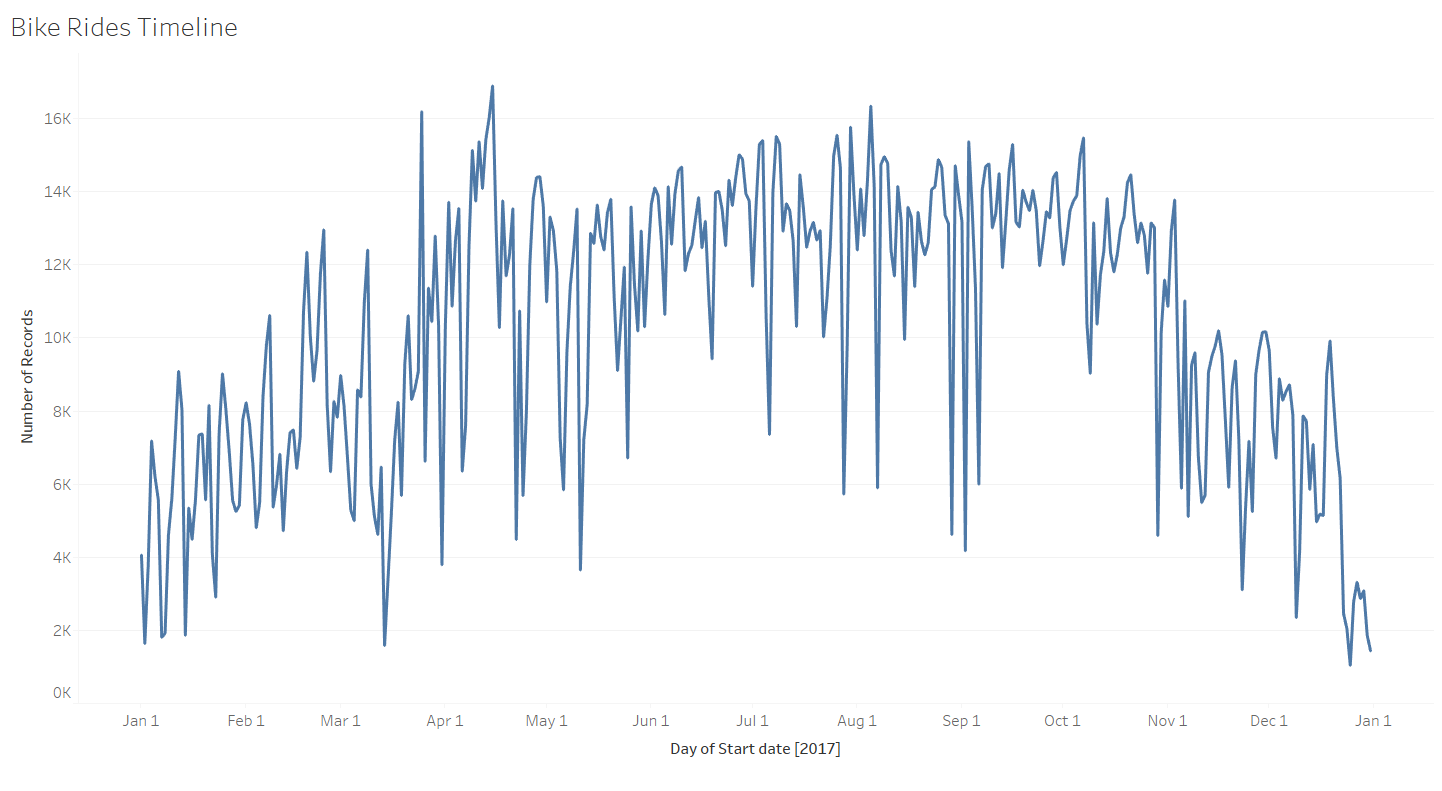 Bike Rides Timeline
16K
14K
12K
10K
8K
6K
4K
2K
0K
Number of Records
Jan 1 Feb 1 Mar 1 Apr 1 May 1 Jun 1 Jul 1 Aug 1 Sep 1 Oct 1 Nov 1 Dec 1 Jan 1
Day of Start date [2017]